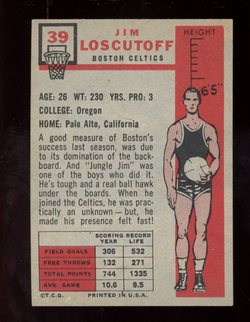 39
JIM
LOSCUTOFF
BOSTON CELTICS
HEIGHT
65"
AGE: 26 WT: 230 YRS. PRO: 3
COLLEGE: Oregon
HOME: Palo Alto, California
A good measure of Boston's
success last season, was due
to its domination of the back-
board. And "Jungle Jim" was
one of the boys who did it.
He's tough and a real ball hawk
under the boards. When he
joined the Celtics, he was prac-
tically an unknown—but, he
made his presence felt fast!
SCORING RECORD
YEAR LIFE
FIELD GOALS 306 532
FREE THROWS 132 271
TOTAL POINTS 744 1335
AVG. GAME 10.6 9.5
©T.C.G. PRINTED IN U.S.A.